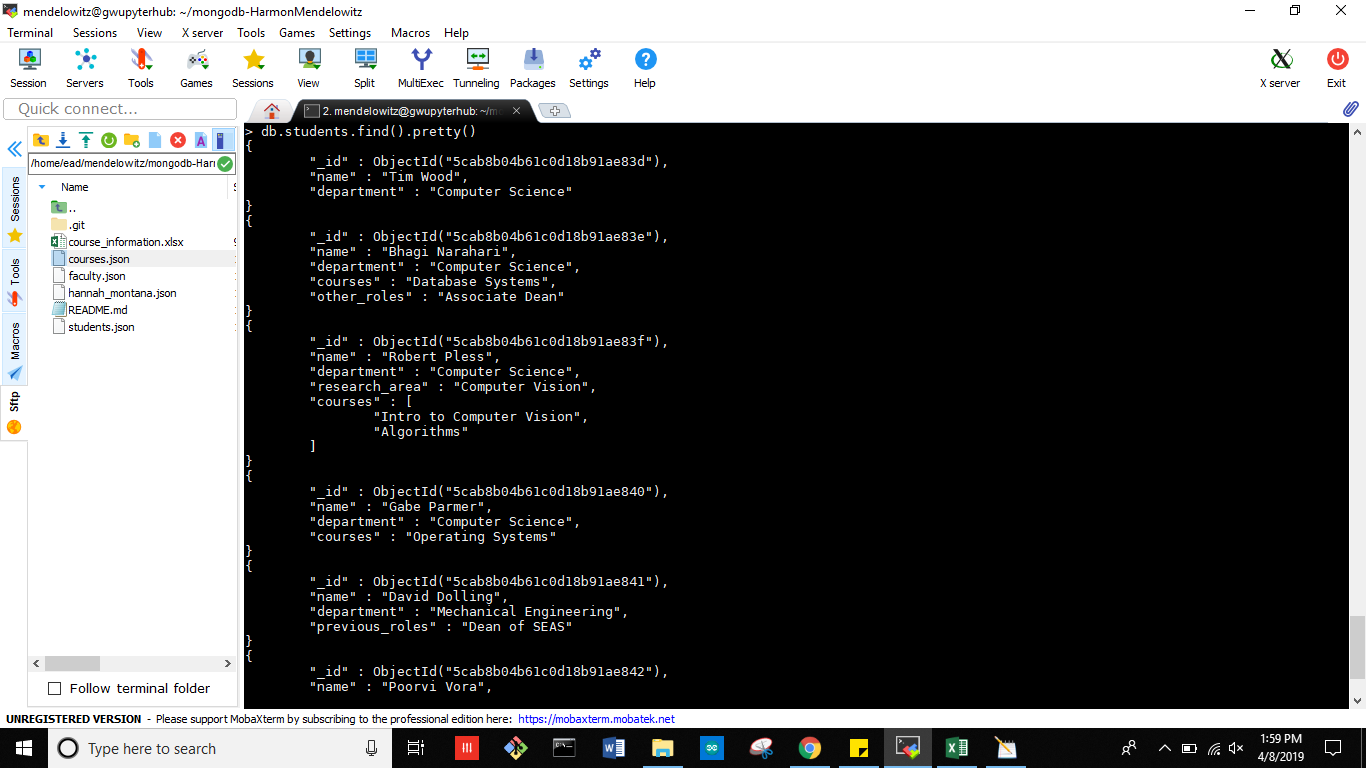 mendelowitz@gwupyterhub: ~/mongodb-HarmonMendelowitz
Terminal Sessions View X server Tools Games Settings Macros Help
Session Servers Tools Games Sessions View Split MultiExec Tunneling Packages Settings Help X server Exit
Quick connect...
2. mendelowitz@gwupyterhub: ~/m
/home/ead/mendelowitz/mongodb-Harr
Name
..
.git
course_information.xlsx
courses.json
faculty.json
hannah_montana.json
README.md
students.json
Sessions
Tools
Macros
Sftp
Follow terminal folder
> db.students.find().pretty()
{
"_id" : ObjectId("5cab8b04b61c0d18b91ae83d"),
"name" : "Tim Wood",
"department" : "Computer Science"
}
{
"_id" : ObjectId("5cab8b04b61c0d18b91ae83e"),
"name" : "Bhagi Narahari",
"department" : "Computer Science",
"courses" : "Database Systems",
"other_roles" : "Associate Dean"
}
{
"_id" : ObjectId("5cab8b04b61c0d18b91ae83f"),
"name" : "Robert Pless",
"department" : "Computer Science",
"research_area" : "Computer Vision",
"courses" : [
"Intro to Computer Vision",
"Algorithms"
]
}
{
"_id" : ObjectId("5cab8b04b61c0d18b91ae840"),
"name" : "Gabe Parmer",
"department" : "Computer Science",
"courses" : "Operating Systems"
}
{
"_id" : ObjectId("5cab8b04b61c0d18b91ae841"),
"name" : "David Dolling",
"department" : "Mechanical Engineering",
"previous_roles" : "Dean of SEAS"
}
{
"_id" : ObjectId("5cab8b04b61c0d18b91ae842"),
"name" : "Poorvi Vora",
UNREGISTERED VERSION - Please support MobaXterm by subscribing to the professional edition here: https://mobaxterm.mobatek.net
Type here to search
1:59 PM
4/8/2019